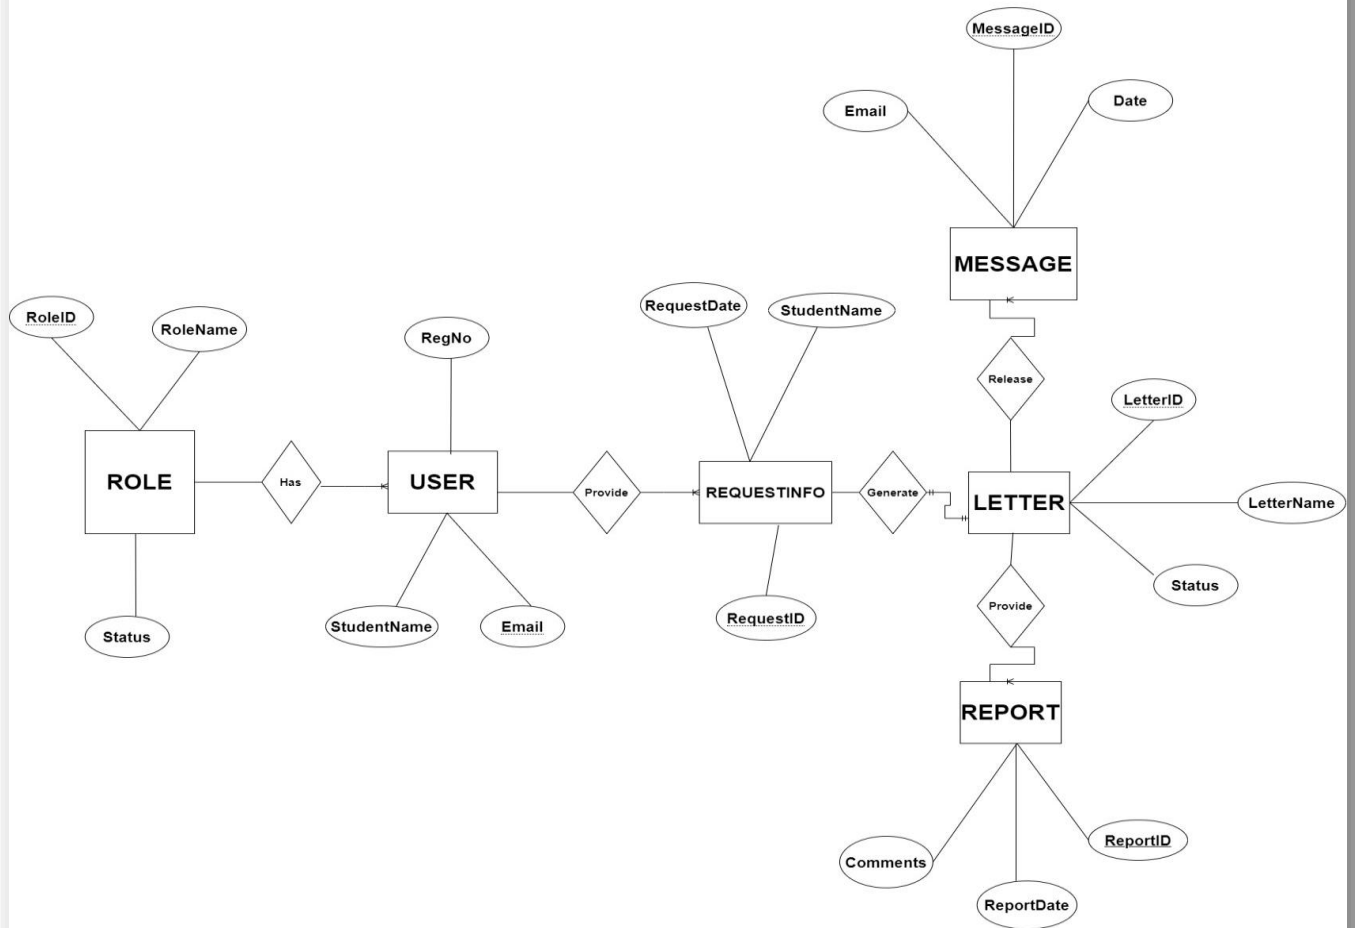 MessageID
Email
Date
MESSAGE
RequestDate
StudentName
RoleID
RoleName
RegNo
Release
LetterID
ROLE
Has
USER
Provide
REQUESTINFO
Generate
LETTER
LetterName
Status
Provide
RequestID
StudentName
Email
Status
REPORT
ReportID
Comments
ReportDate